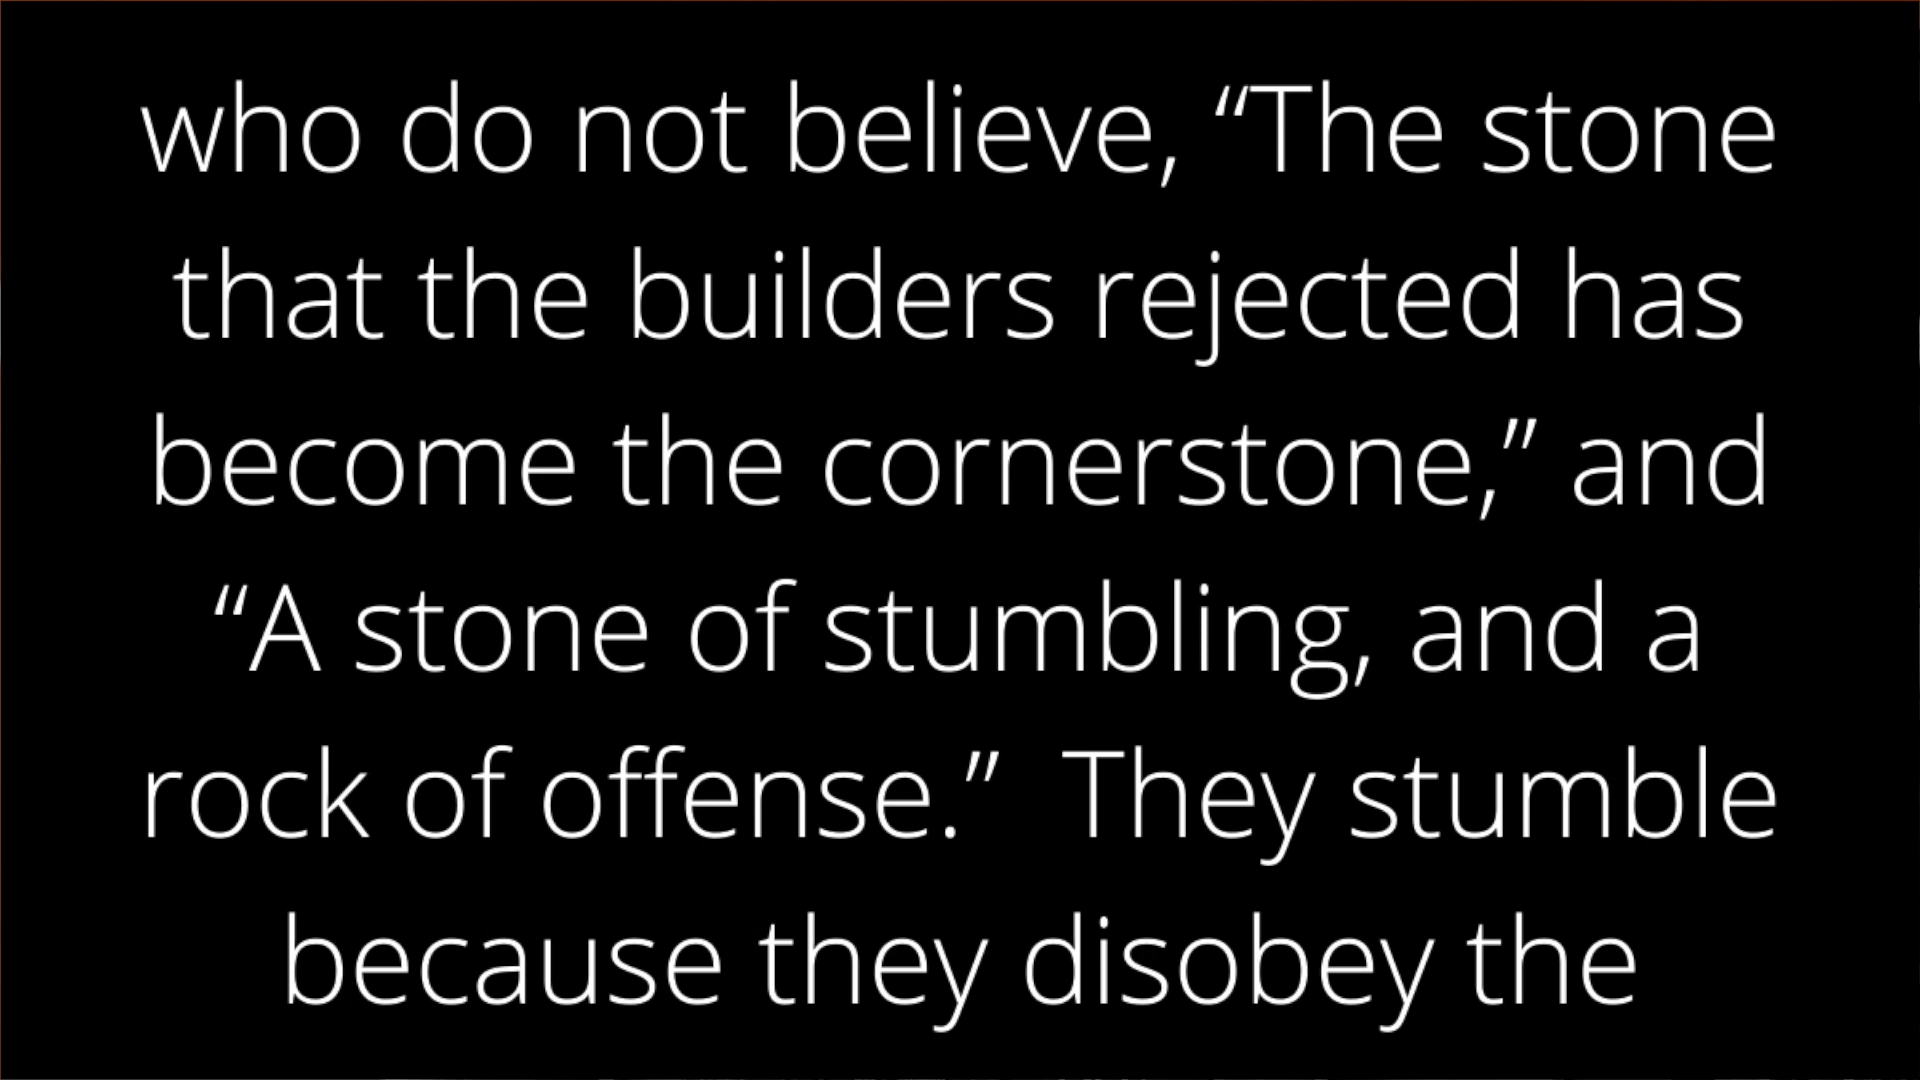 who do not believe, “The stone
that the builders rejected has
become the cornerstone,” and
“A stone of stumbling, and a
rock of offense.”  They stumble
because they disobey the